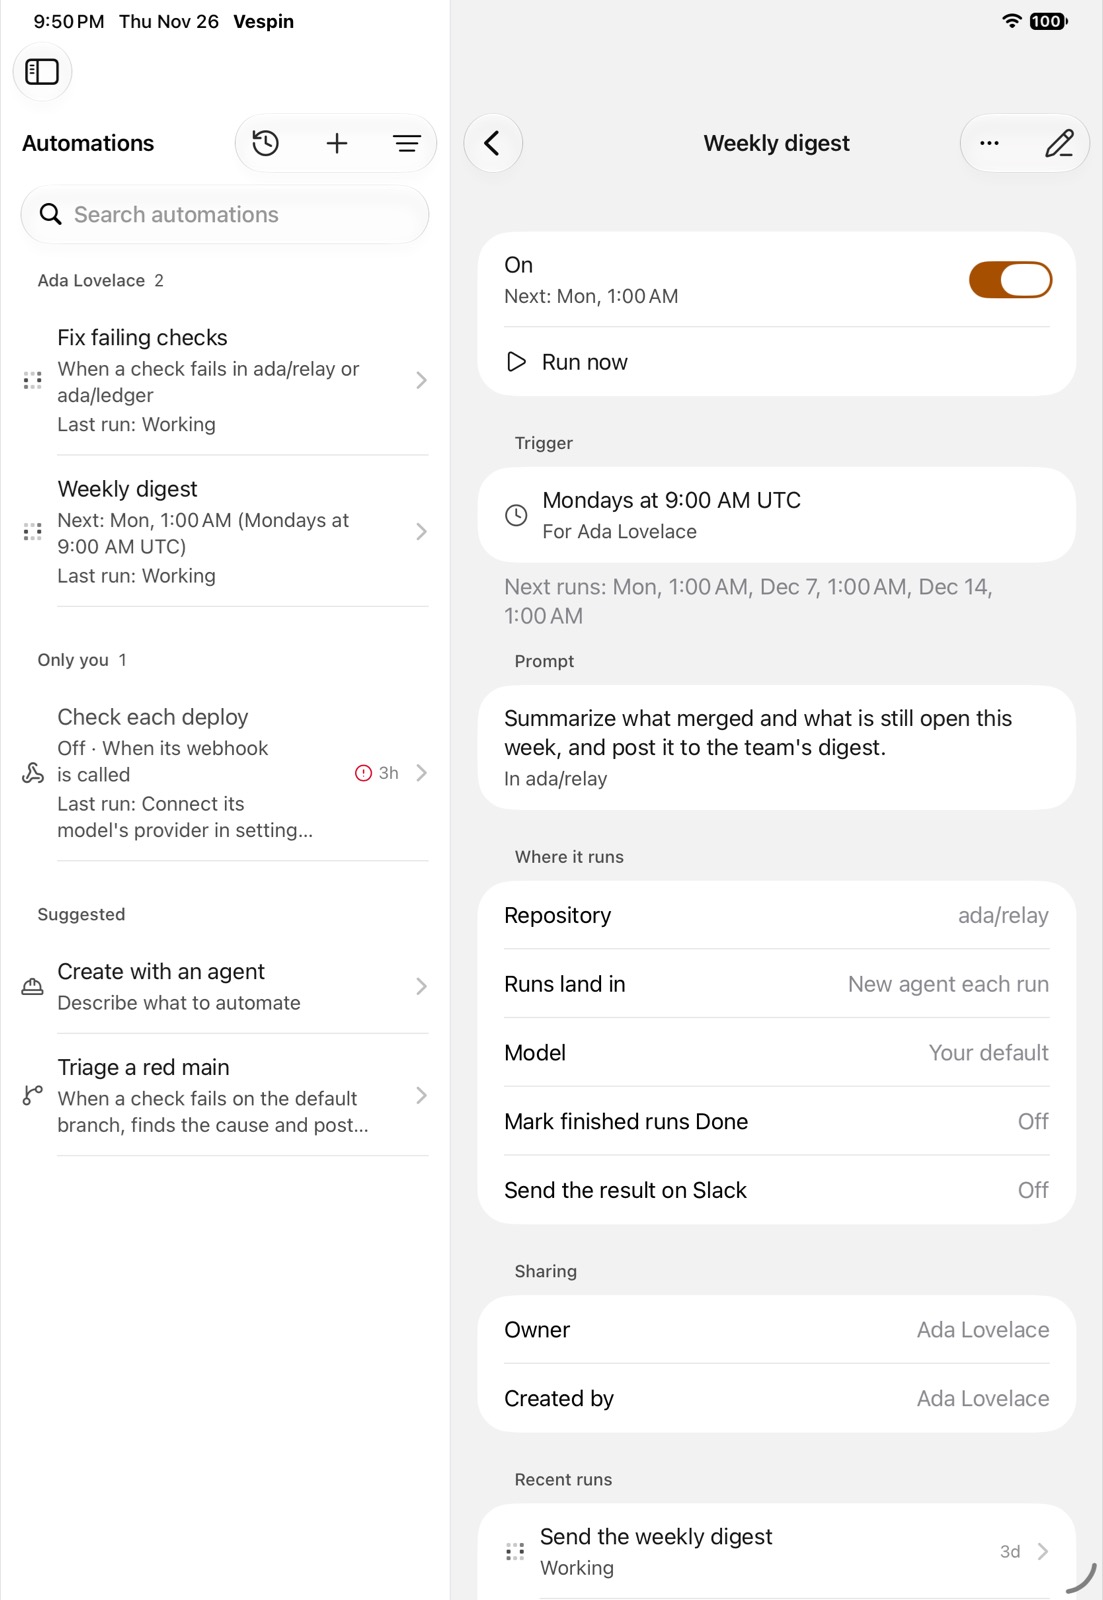 9:50 PM Thu Nov 26 Vespin
100
Automations
Search automations
Ada Lovelace 2
Fix failing checks
When a check fails in ada/relay or
ada/ledger
Last run: Working
Weekly digest
Next: Mon, 1:00 AM (Mondays at
9:00 AM UTC)
Last run: Working
Only you 1
Check each deploy
Off · When its webhook
is called
3h
Last run: Connect its
model's provider in setting...
Suggested
Create with an agent
Describe what to automate
Triage a red main
When a check fails on the default
branch, finds the cause and post...
Weekly digest
On
Next: Mon, 1:00 AM
Run now
Trigger
Mondays at 9:00 AM UTC
For Ada Lovelace
Next runs: Mon, 1:00 AM, Dec 7, 1:00 AM, Dec 14,
1:00 AM
Prompt
Summarize what merged and what is still open this
week, and post it to the team's digest.
In ada/relay
Where it runs
Repository ada/relay
Runs land in New agent each run
Model Your default
Mark finished runs Done Off
Send the result on Slack Off
Sharing
Owner Ada Lovelace
Created by Ada Lovelace
Recent runs
Send the weekly digest
Working
3d